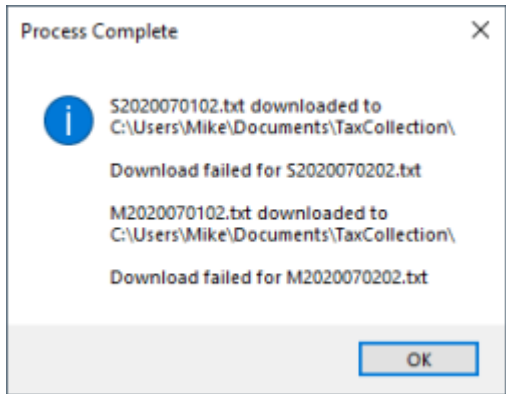 Process Complete
S2020070102.txt downloaded to
C:\Users\Mike\Documents\TaxCollection\
Download failed for S2020070202.txt
M2020070102.txt downloaded to
C:\Users\Mike\Documents\TaxCollection\
Download failed for M2020070202.txt
OK